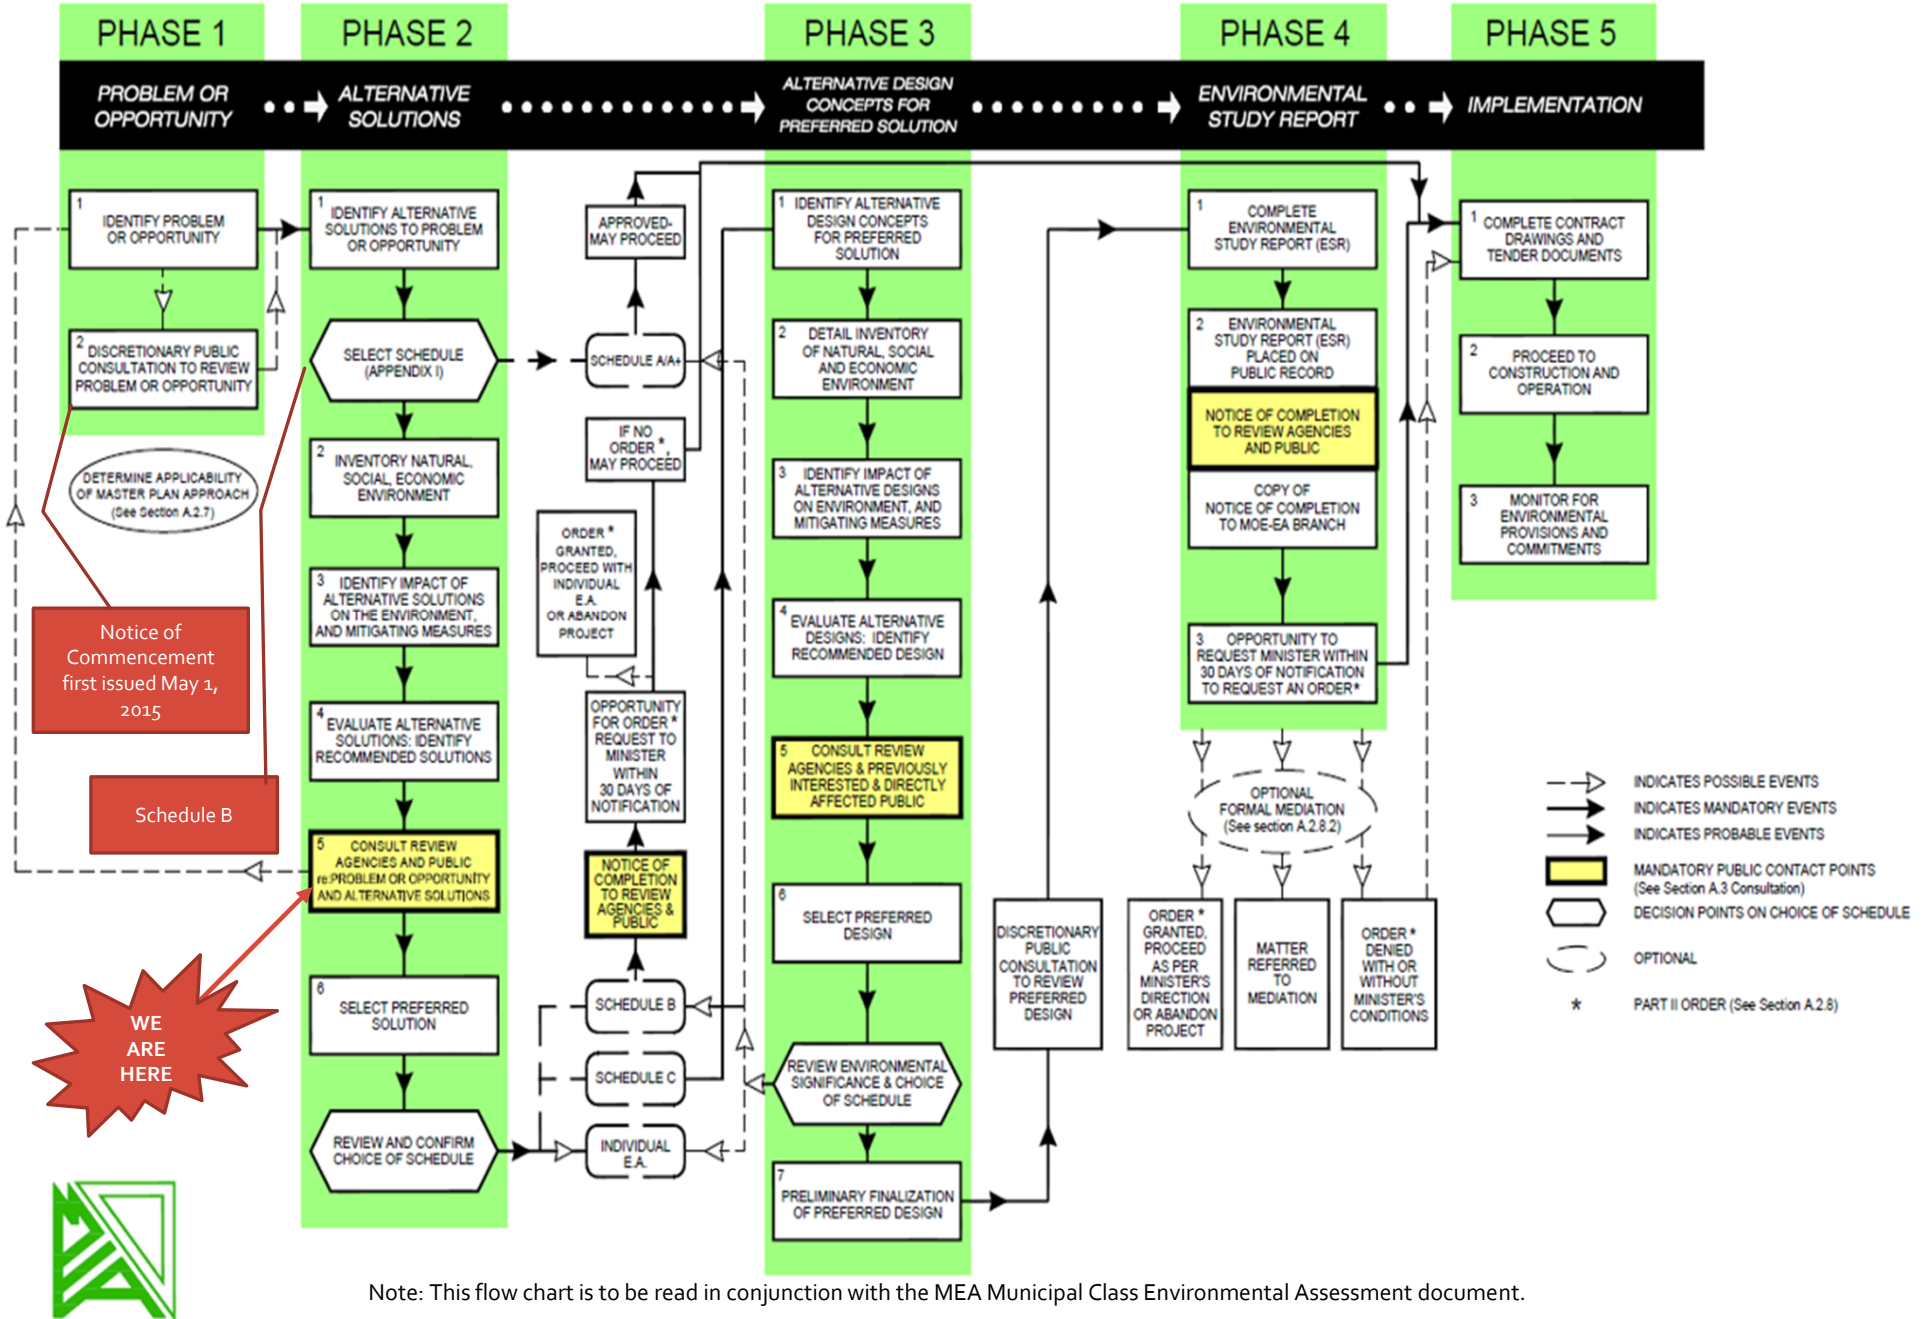 PHASE 1
PHASE 2
PHASE 3
PHASE 4
PHASE 5
PROBLEM OR
OPPORTUNITY
ALTERNATIVE
SOLUTIONS
ALTERNATIVE DESIGN
CONCEPTS FOR
PREFERRED SOLUTION
ENVIRONMENTAL
STUDY REPORT
IMPLEMENTATION
1
IDENTIFY PROBLEM
OR OPPORTUNITY
2
DISCRETIONARY PUBLIC
CONSULTATION TO REVIEW
PROBLEM OR OPPORTUNITY
DETERMINE APPLICABILITY
OF MASTER PLAN APPROACH
(See Section A.2.7)
Notice of
Commencement
first issued May 1,
2015
Schedule B
WE
ARE
HERE
1
IDENTIFY ALTERNATIVE
SOLUTIONS TO PROBLEM
OR OPPORTUNITY
SELECT SCHEDULE
(APPENDIX I)
2
INVENTORY NATURAL,
SOCIAL, ECONOMIC
ENVIRONMENT
3 IDENTIFY IMPACT OF
ALTERNATIVE SOLUTIONS
ON THE ENVIRONMENT,
AND MITIGATING MEASURES
4
EVALUATE ALTERNATIVE
SOLUTIONS: IDENTIFY
RECOMMENDED SOLUTIONS
5 CONSULT REVIEW
AGENCIES AND PUBLIC
re:PROBLEM OR OPPORTUNITY
AND ALTERNATIVE SOLUTIONS
6
SELECT PREFERRED
SOLUTION
REVIEW AND CONFIRM
CHOICE OF SCHEDULE
APPROVED-
MAY PROCEED
SCHEDULE A/A+
IF NO
ORDER *,
MAY PROCEED
ORDER *
GRANTED,
PROCEED WITH
INDIVIDUAL
E.A.
OR ABANDON
PROJECT
OPPORTUNITY
FOR ORDER *
REQUEST TO
MINISTER
WITHIN
30 DAYS OF
NOTIFICATION
NOTICE OF
COMPLETION
TO REVIEW
AGENCIES &
PUBLIC
SCHEDULE B
SCHEDULE C
INDIVIDUAL
E.A.
1 IDENTIFY ALTERNATIVE
DESIGN CONCEPTS
FOR PREFERRED
SOLUTION
2 DETAIL INVENTORY
OF NATURAL, SOCIAL
AND ECONOMIC
ENVIRONMENT
3 IDENTIFY IMPACT OF
ALTERNATIVE DESIGNS
ON ENVIRONMENT, AND
MITIGATING MEASURES
4
EVALUATE ALTERNATIVE
DESIGNS: IDENTIFY
RECOMMENDED DESIGN
5 CONSULT REVIEW
AGENCIES & PREVIOUSLY
INTERESTED & DIRECTLY
AFFECTED PUBLIC
6
SELECT PREFERRED
DESIGN
REVIEW ENVIRONMENTAL
SIGNIFICANCE & CHOICE
OF SCHEDULE
7
PRELIMINARY FINALIZATION
OF PREFERRED DESIGN
DISCRETIONARY
PUBLIC
CONSULTATION
TO REVIEW
PREFERRED
DESIGN
1
COMPLETE
ENVIRONMENTAL
STUDY REPORT (ESR)
2 ENVIRONMENTAL
STUDY REPORT (ESR)
PLACED ON
PUBLIC RECORD
NOTICE OF COMPLETION
TO REVIEW AGENCIES
AND PUBLIC
COPY OF
NOTICE OF COMPLETION
TO MOE-EA BRANCH
3 OPPORTUNITY TO
REQUEST MINISTER WITHIN
30 DAYS OF NOTIFICATION
TO REQUEST AN ORDER*
OPTIONAL
FORMAL MEDIATION
(See section A.2.8.2)
ORDER *
GRANTED,
PROCEED
AS PER
MINISTER'S
DIRECTION
OR ABANDON
PROJECT
MATTER
REFERRED
TO
MEDIATION
ORDER *
DENIED
WITH OR
WITHOUT
MINISTER'S
CONDITIONS
1 COMPLETE CONTRACT
DRAWINGS AND
TENDER DOCUMENTS
2
PROCEED TO
CONSTRUCTION AND
OPERATION
3 MONITOR FOR
ENVIRONMENTAL
PROVISIONS AND
COMMITMENTS
INDICATES POSSIBLE EVENTS
INDICATES MANDATORY EVENTS
INDICATES PROBABLE EVENTS
MANDATORY PUBLIC CONTACT POINTS
(See Section A.3 Consultation)
DECISION POINTS ON CHOICE OF SCHEDULE
OPTIONAL
* PART II ORDER (See Section A.2.8)
MEA
Note: This flow chart is to be read in conjunction with the MEA Municipal Class Environmental Assessment document.